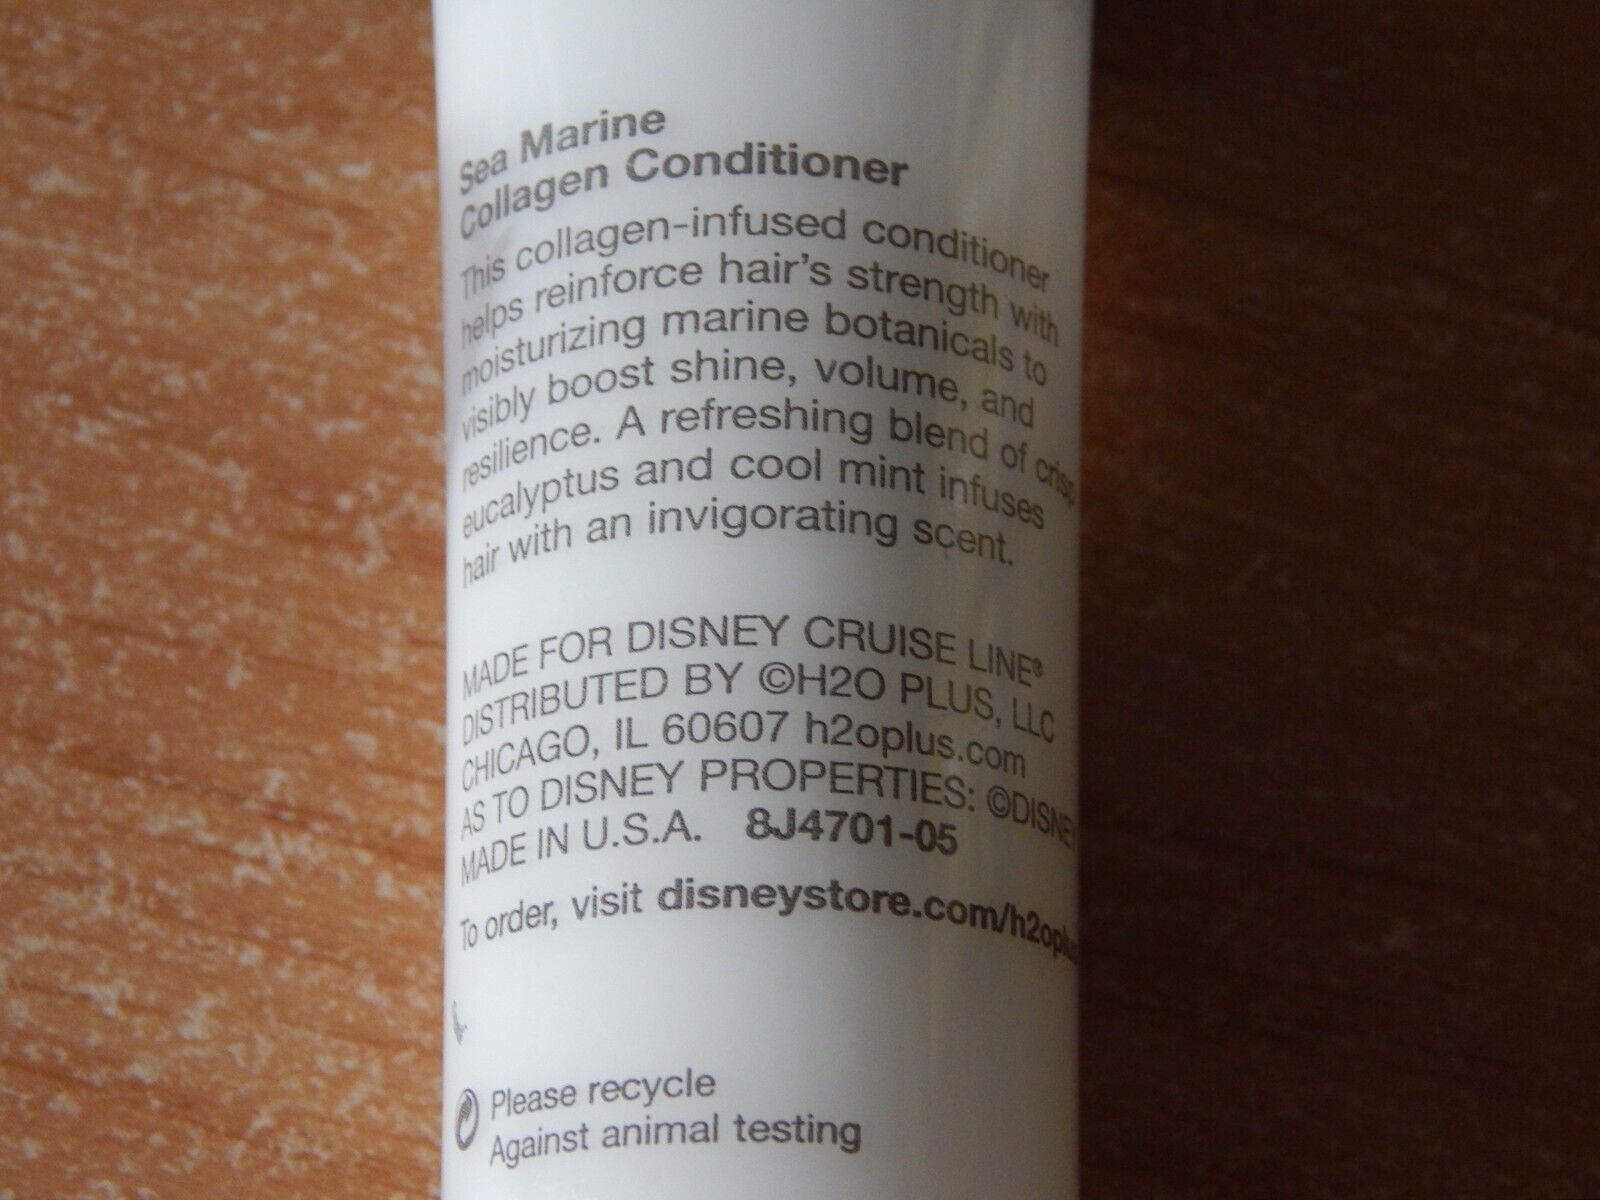 Sea Marine
Collagen Conditioner
This collagen-infused conditioner
helps reinforce hair's strength with
moisturizing marine botanicals to
visibly boost shine, volume, and
resilience. A refreshing blend of crisp
eucalyptus and cool mint infuses
hair with an invigorating scent.
MADE FOR DISNEY CRUISE LINE®
DISTRIBUTED BY ©H2O PLUS, LLC
CHICAGO, IL 60607 h2oplus.com
AS TO DISNEY PROPERTIES: ©DISNEY
MADE IN U.S.A. 8J4701-05
To order, visit disneystore.com/h2oplus
Please recycle
Against animal testing